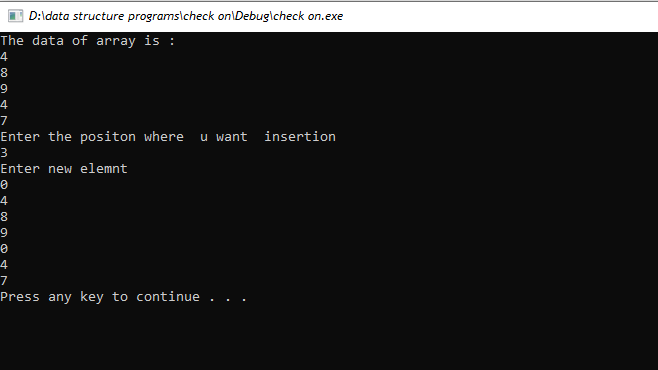 D:\data structure programs\check on\Debug\check on.exe
The data of array is :
4
8
9
4
7
Enter the positon where  u want  insertion
3
Enter new elemnt
0
4
8
9
0
4
7
Press any key to continue . . .